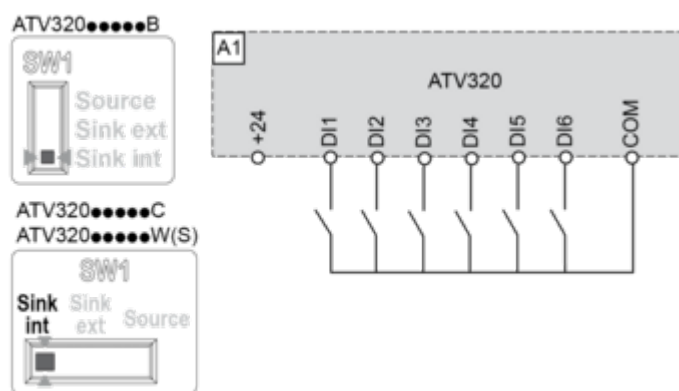 ATV320●●●●●B
SW1
Source
Sink ext
Sink int
ATV320●●●●●C
ATV320●●●●●W(S)
SW1
Sink int
Sink ext
Source
A1
ATV320
+24
DI1
DI2
DI3
DI4
DI5
DI6
COM